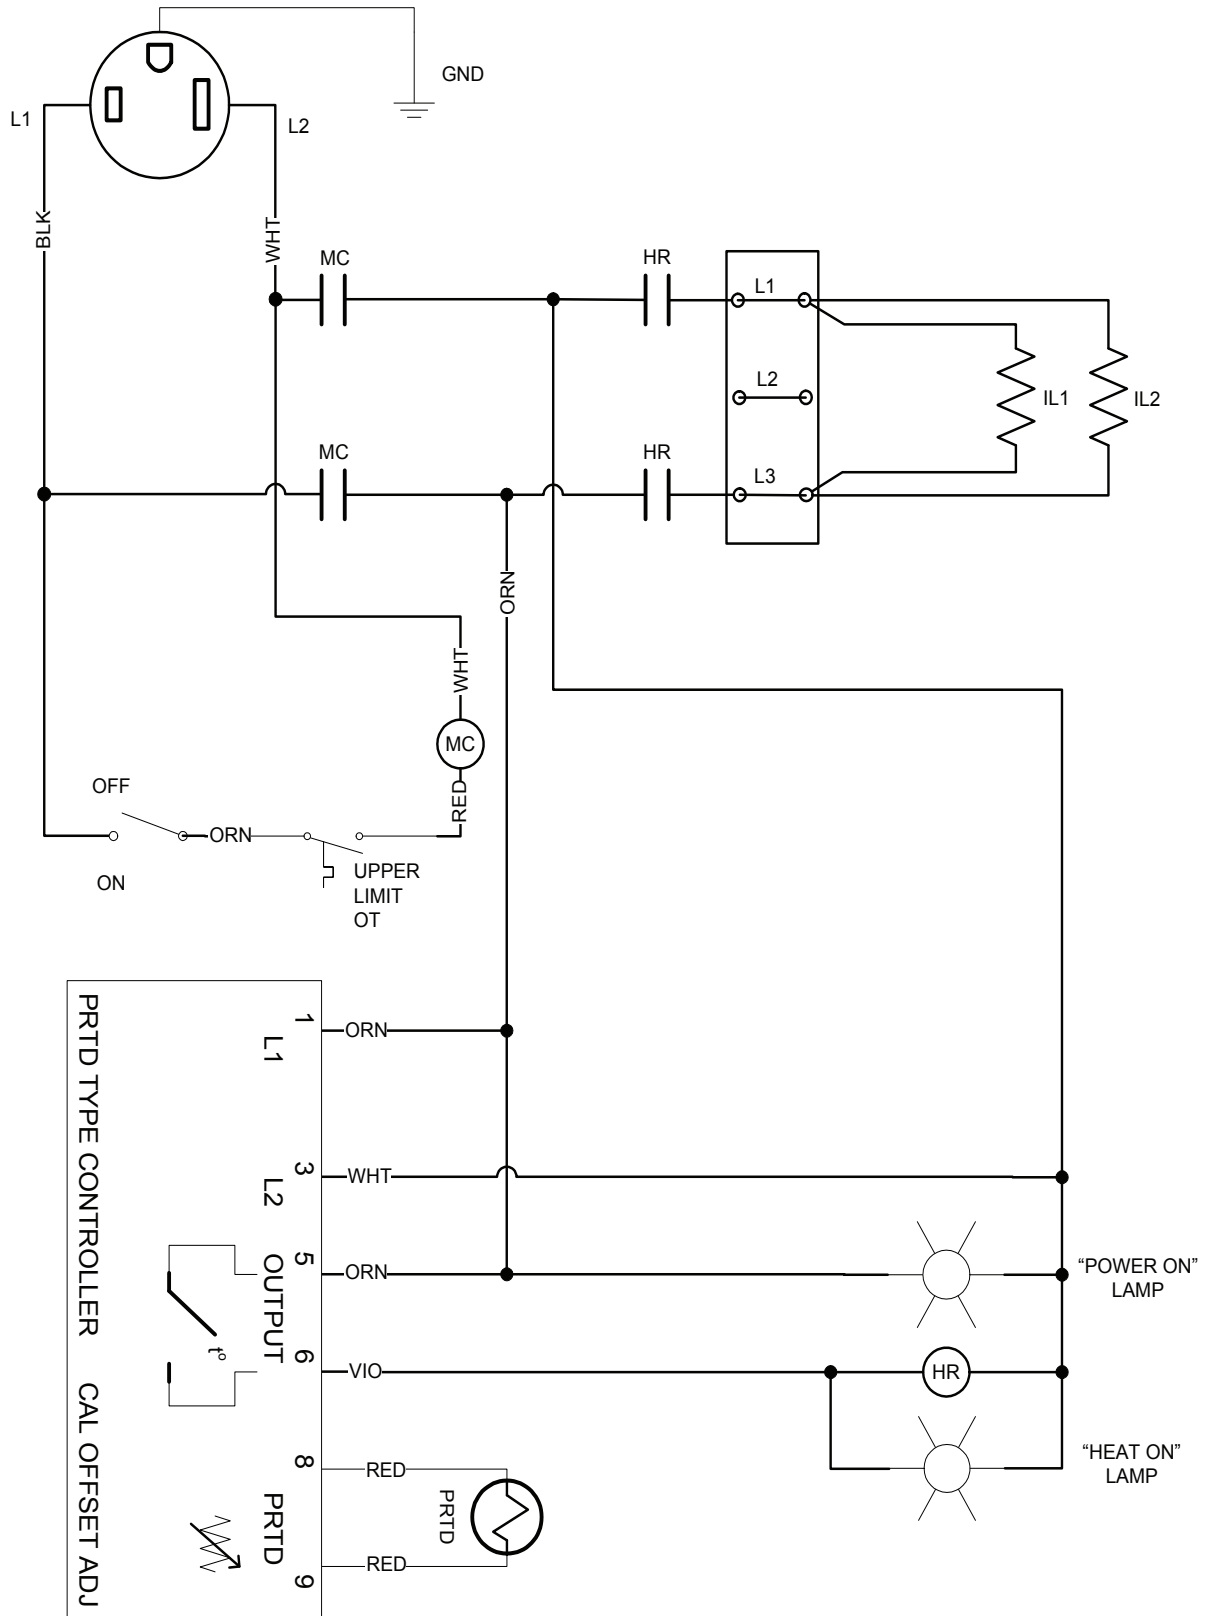 GND
L1
L2
BLK
WHT
MC
HR
L1
L2
IL1
IL2
MC
HR
L3
ORN
WHT
MC
RED
OFF
ORN
ON
UPPER
LIMIT
OT
PRTD TYPE CONTROLLER CAL OFFSET ADJ
1
L1
ORN
3
L2
WHT
5
OUTPUT
ORN
"POWER ON"
LAMP
t°
6
VIO
HR
"HEAT ON"
LAMP
8
RED
PRTD
PRTD
9
RED